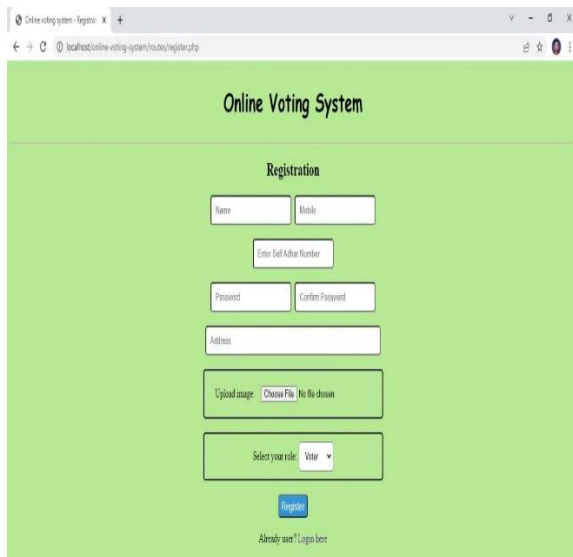 Online voting system - Registrat
localhost/online-voting-system/routes/register.php
Online Voting System
Registration
Name Mobile
Enter Self Adhar Number
Password Confirm Password
Address
Upload image: Choose File No file chosen
Select your role: Voter
Register
Already user? Login here